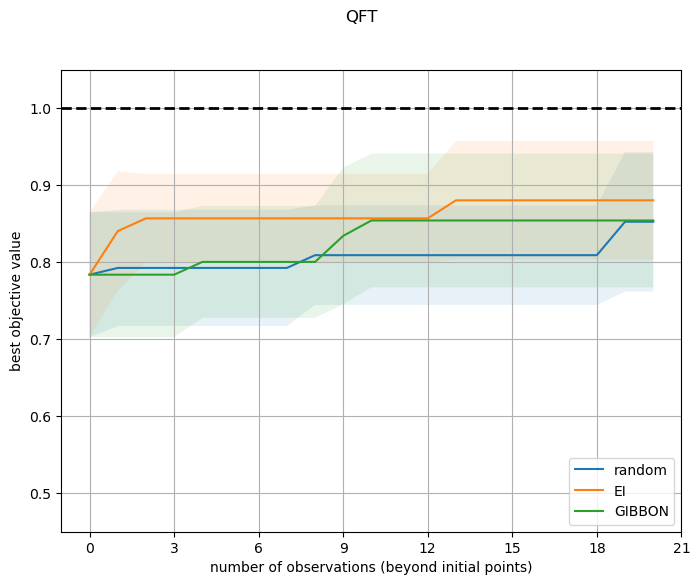 QFT
best objective value
1.0
0.9
0.8
0.7
0.6
0.5
0 3 6 9 12 15 18 21
number of observations (beyond initial points)
random
EI
GIBBON